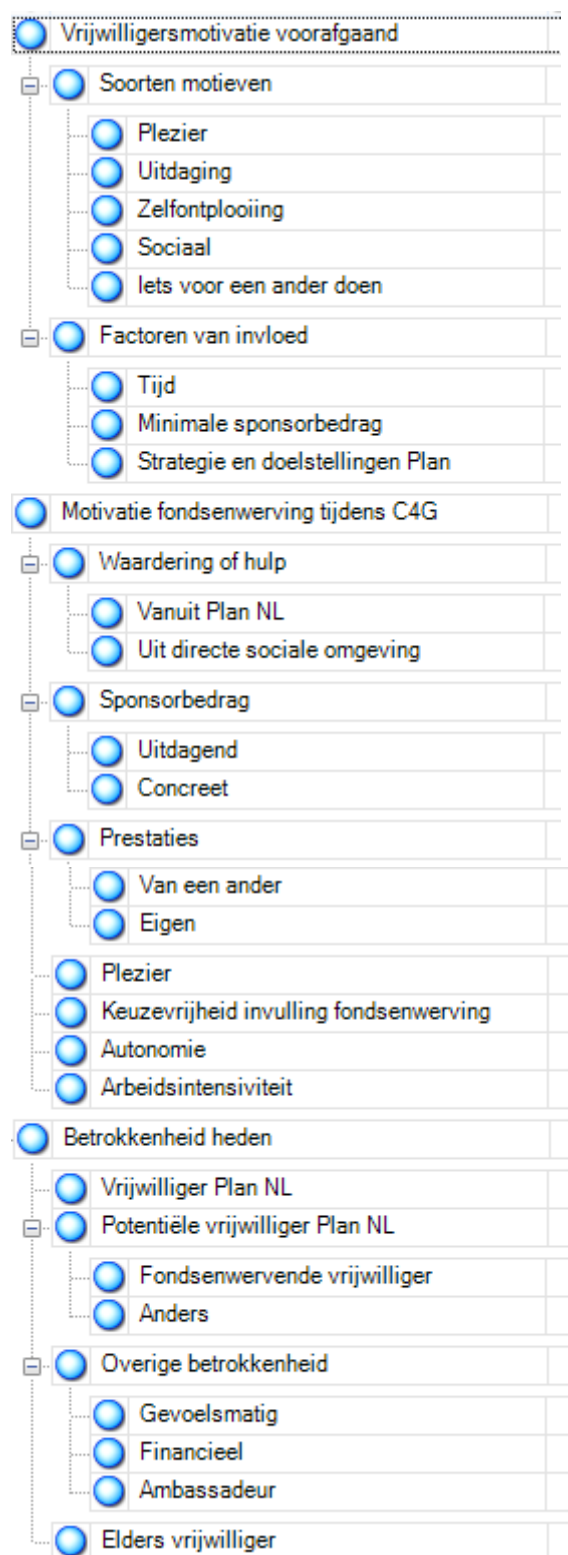 Vrijwilligersmotivatie voorafgaand
Soorten motieven
Plezier
Uitdaging
Zelfontplooiing
Sociaal
Iets voor een ander doen
Factoren van invloed
Tijd
Minimale sponsorbedrag
Strategie en doelstellingen Plan
Motivatie fondsenwerving tijdens C4G
Waardering of hulp
Vanuit Plan NL
Uit directe sociale omgeving
Sponsorbedrag
Uitdagend
Concreet
Prestaties
Van een ander
Eigen
Plezier
Keuzevrijheid invulling fondsenwerving
Autonomie
Arbeidsintensiviteit
Betrokkenheid heden
Vrijwilliger Plan NL
Potentiële vrijwilliger Plan NL
Fondsenwervende vrijwilliger
Anders
Overige betrokkenheid
Gevoelsmatig
Financieel
Ambassadeur
Elders vrijwilliger